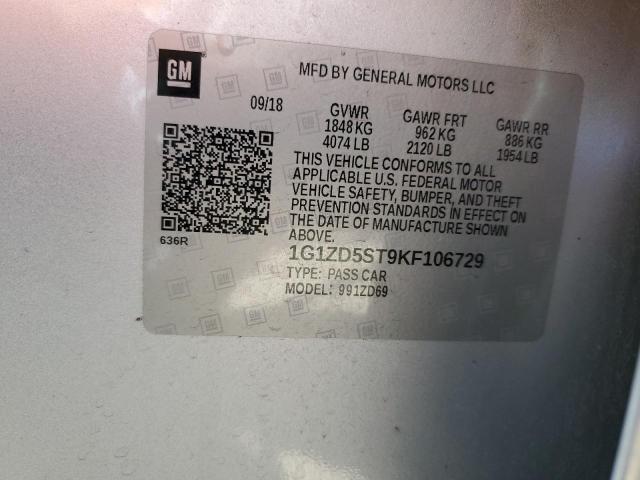 GM
MFD BY GENERAL MOTORS LLC
09/18 GVWR GAWR FRT GAWR RR
1848 KG 962 KG 886 KG
4074 LB 2120 LB 1954 LB
THIS VEHICLE CONFORMS TO ALL
APPLICABLE U.S. FEDERAL MOTOR
VEHICLE SAFETY, BUMPER, AND THEFT
PREVENTION STANDARDS IN EFFECT ON
THE DATE OF MANUFACTURE SHOWN
ABOVE.
636R
1G1ZD5ST9KF106729
TYPE: PASS CAR
MODEL: 991ZD69